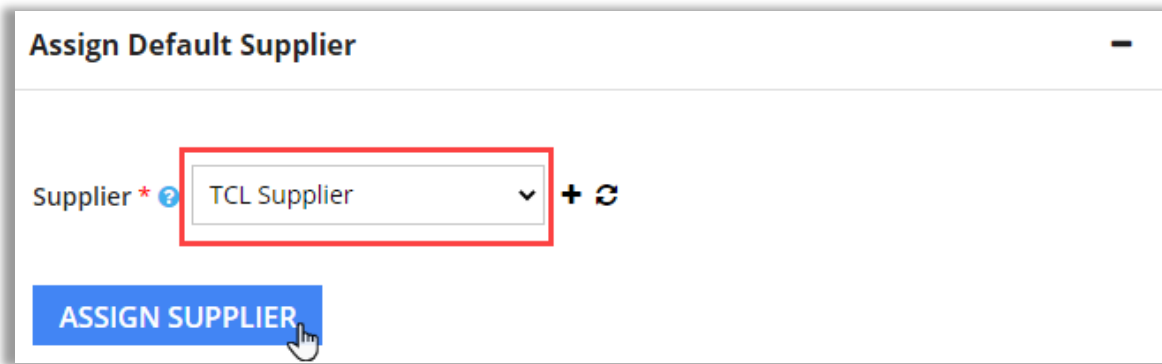 Assign Default Supplier
Supplier * TCL Supplier
ASSIGN SUPPLIER